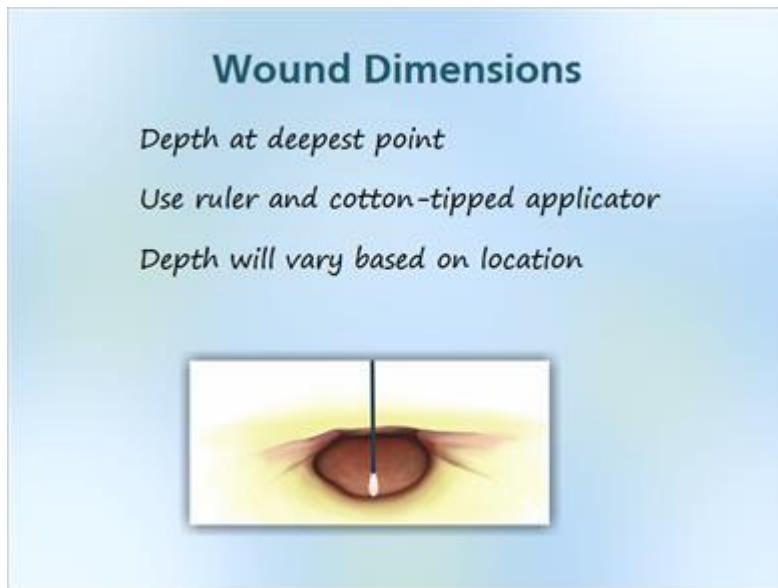 Wound Dimensions
Depth at deepest point
Use ruler and cotton-tipped applicator
Depth will vary based on location